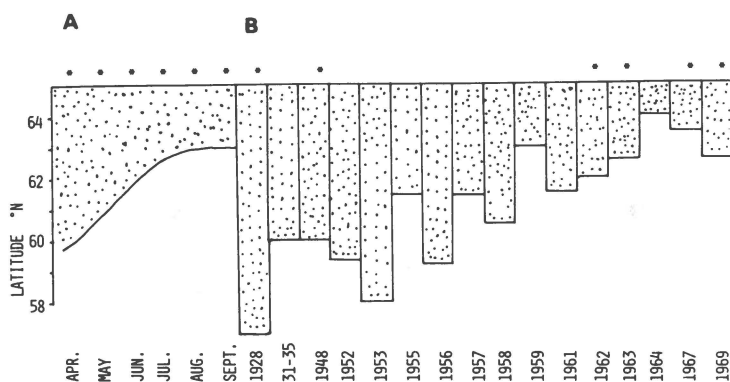 A
B
64
62
60
58
LATITUDE °N
APR.
MAY
JUN.
JUL.
AUG.
SEPT.
1928
31-35
1948
1952
1953
1955
1956
1957
1958
1959
1961
1962
1963
1964
1967
1969